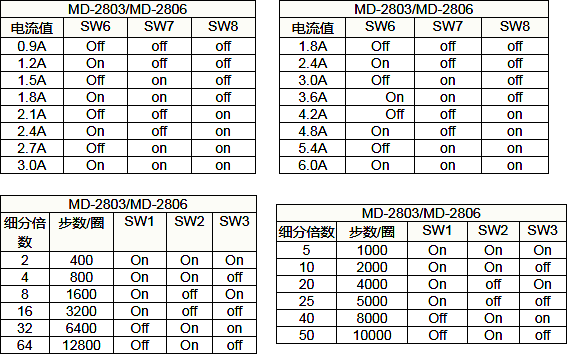 MD-2803/MD-2806
电流值 SW6 SW7 SW8
0.9A Off off off
1.2A On off off
1.5A Off on off
1.8A On on off
2.1A Off off on
2.4A On off on
2.7A Off on on
3.0A On on on
MD-2803/MD-2806
电流值 SW6 SW7 SW8
1.8A Off off off
2.4A On off off
3.0A Off on off
3.6A On on off
4.2A Off off on
4.8A On off on
5.4A Off on on
6.0A On on on
MD-2803/MD-2806
细分倍数 步数/圈 SW1 SW2 SW3
2 400 On On On
4 800 On On off
8 1600 On off On
16 3200 On off off
32 6400 Off On on
64 12800 Off On off
MD-2803/MD-2806
细分倍数 步数/圈 SW1 SW2 SW3
5 1000 On On On
10 2000 On On off
20 4000 On off On
25 5000 On off off
40 8000 Off On on
50 10000 Off On off